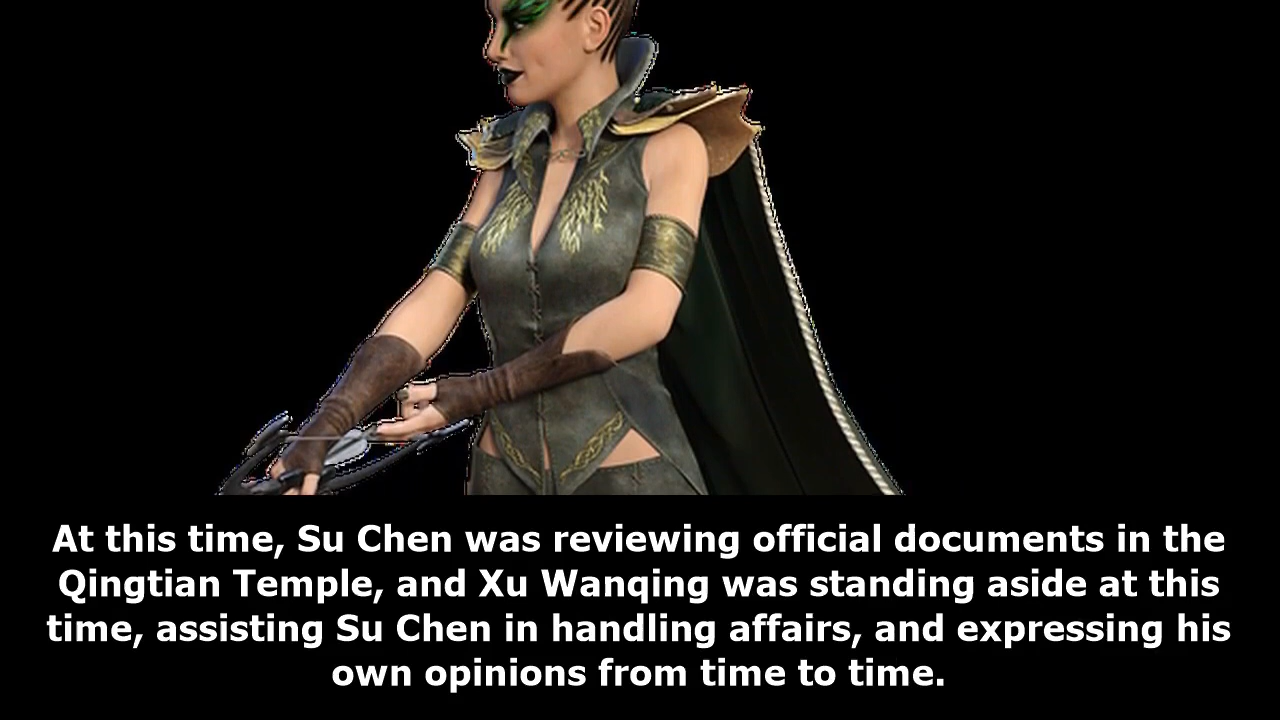 At this time, Su Chen was reviewing official documents in the
Qingtian Temple, and Xu Wanqing was standing aside at this
time, assisting Su Chen in handling affairs, and expressing his
own opinions from time to time.